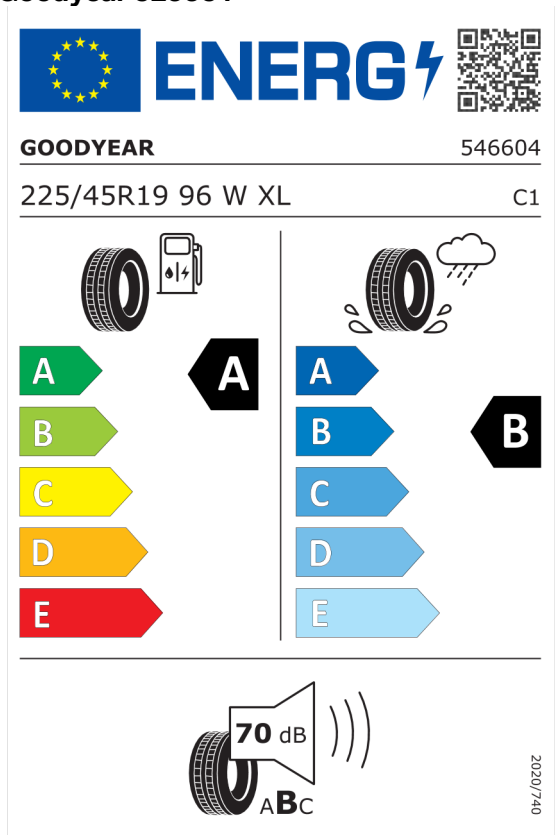 ENERG
GOODYEAR 546604
225/45R19 96 W XL C1
A A A
B B B
C C
D D
E E
70 dB
ABC
2020/740